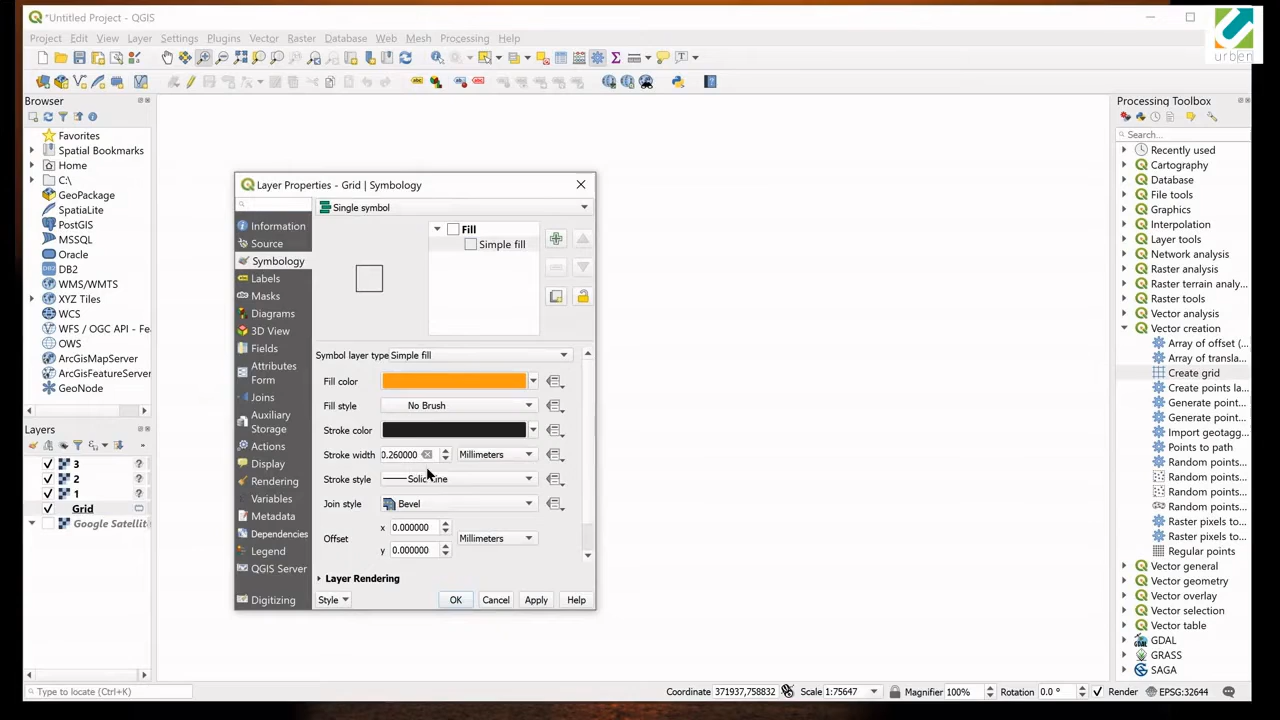 *Untitled Project - QGIS
urb|en
Project Edit View Layer Settings Plugins Vector Raster Database Web Mesh Processing Help
Browser
Favorites
Spatial Bookmarks
Home
C:\
GeoPackage
SpatiaLite
PostGIS
MSSQL
Oracle
DB2
WMS/WMTS
XYZ Tiles
WCS
WFS / OGC API - Fe
OWS
ArcGisMapServer
ArcGisFeatureServer
GeoNode
Layers
3
2
1
Grid
Google Satellit
Type to locate (Ctrl+K)
Layer Properties - Grid | Symbology
Information
Source
Symbology
Labels
Masks
Diagrams
3D View
Fields
Attributes
Form
Joins
Auxiliary
Storage
Actions
Display
Rendering
Variables
Metadata
Dependencies
Legend
QGIS Server
Digitizing
Single symbol
Fill
Simple fill
Symbol layer type Simple fill
Fill color
Fill style No Brush
Stroke color
Stroke width 0.260000 Millimeters
Stroke style Solid Line
Join style Bevel
Offset x 0.000000 Millimeters
y 0.000000
Layer Rendering
Style OK Cancel Apply Help
Processing Toolbox
Search...
Recently used
Cartography
Database
File tools
Graphics
Interpolation
Layer tools
Network analysis
Raster analysis
Raster terrain analy...
Raster tools
Vector analysis
Vector creation
Array of offset (...
Array of transla...
Create grid
Create points la...
Generate point...
Generate point...
Import geotagg...
Points to path
Random points...
Random points...
Random points...
Raster pixels to...
Raster pixels to...
Regular points
Vector general
Vector geometry
Vector overlay
Vector selection
Vector table
GDAL
GRASS
SAGA
Coordinate 371937,758832 Scale 1:75647 Magnifier 100% Rotation 0.0 ° Render EPSG:32644